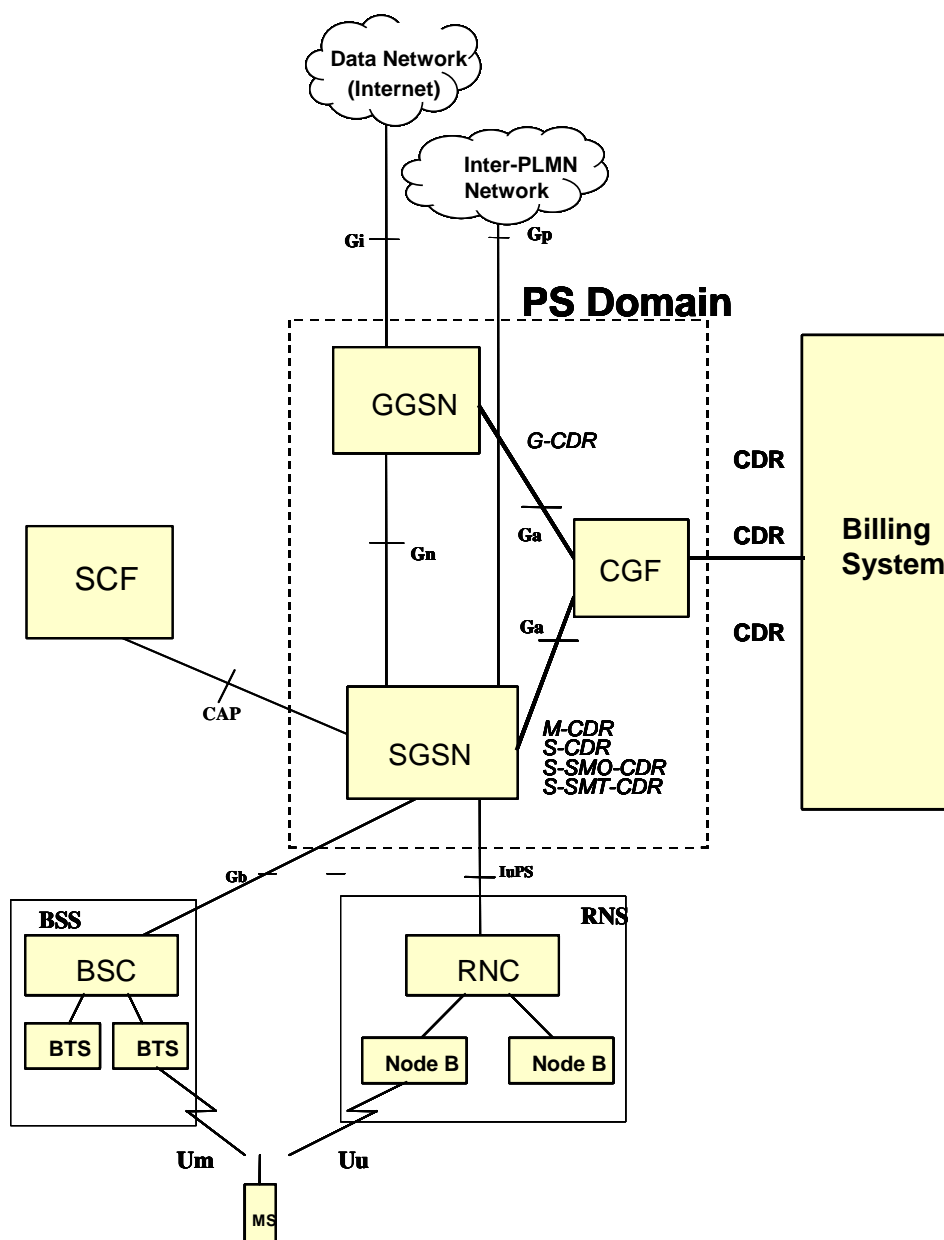 Data Network
(Internet)
Inter-PLMN
Network
Gi
Gp
PS Domain
GGSN
G-CDR
CDR
Ga
Gn
CDR
Billing
System
SCF
CGF
Ga
CDR
CAP
SGSN
M-CDR
S-CDR
S-SMO-CDR
S-SMT-CDR
Gb
IuPS
BSS
RNS
BSC
RNC
BTS
BTS
Node B
Node B
Um
Uu
MS